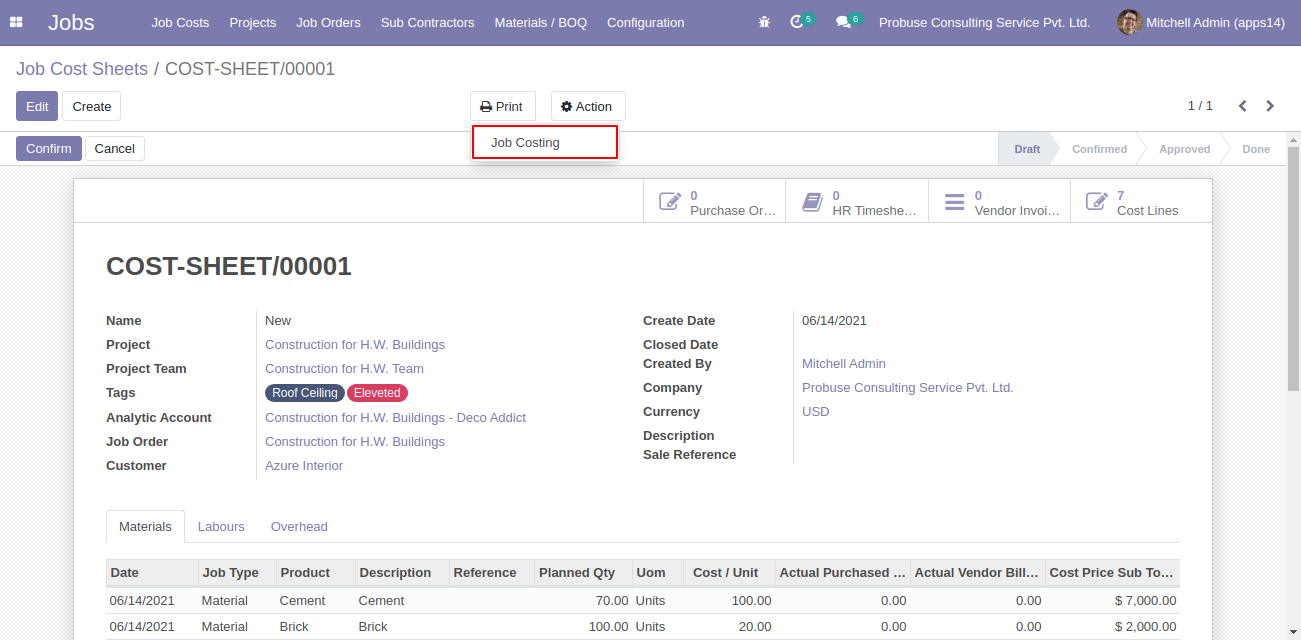 Jobs Job Costs Projects Job Orders Sub Contractors Materials / BOQ Configuration 5 6 Probuse Consulting Service Pvt. Ltd. Mitchell Admin (apps14)
Job Cost Sheets / COST-SHEET/00001
Edit Create Print Action 1 / 1
Job Costing
Confirm Cancel Draft Confirmed Approved Done
0 Purchase Or... 0 HR Timeshe... 0 Vendor Invoi... 7 Cost Lines
COST-SHEET/00001
Name New Create Date 06/14/2021
Project Construction for H.W. Buildings Closed Date
Project Team Construction for H.W. Team Created By Mitchell Admin
Tags Roof Ceiling Eleveted Company Probuse Consulting Service Pvt. Ltd.
Analytic Account Construction for H.W. Buildings - Deco Addict Currency USD
Job Order Construction for H.W. Buildings Description
Customer Azure Interior Sale Reference
Materials Labours Overhead
Date Job Type Product Description Reference Planned Qty Uom Cost / Unit Actual Purchased ... Actual Vendor Bill... Cost Price Sub To...
06/14/2021 Material Cement Cement 70.00 Units 100.00 0.00 0.00 $ 7,000.00
06/14/2021 Material Brick Brick 100.00 Units 20.00 0.00 0.00 $ 2,000.00